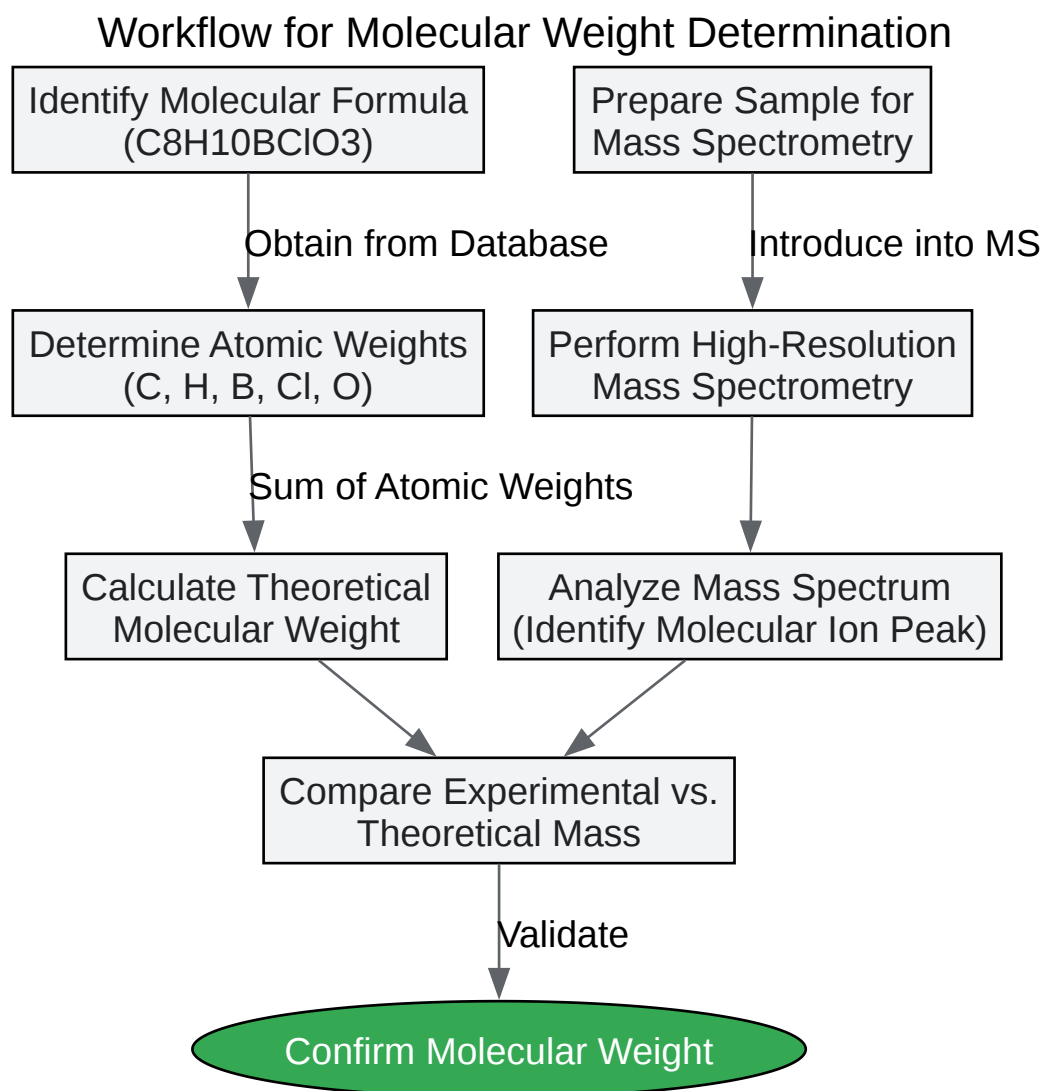 Workflow for Molecular Weight Determination
Identify Molecular Formula
(C8H10BClO3)
Prepare Sample for
Mass Spectrometry
Obtain from Database
Introduce into MS
Determine Atomic Weights
(C, H, B, Cl, O)
Perform High-Resolution
Mass Spectrometry
Sum of Atomic Weights
Calculate Theoretical
Molecular Weight
Analyze Mass Spectrum
(Identify Molecular Ion Peak)
Compare Experimental vs.
Theoretical Mass
Validate
Confirm Molecular Weight